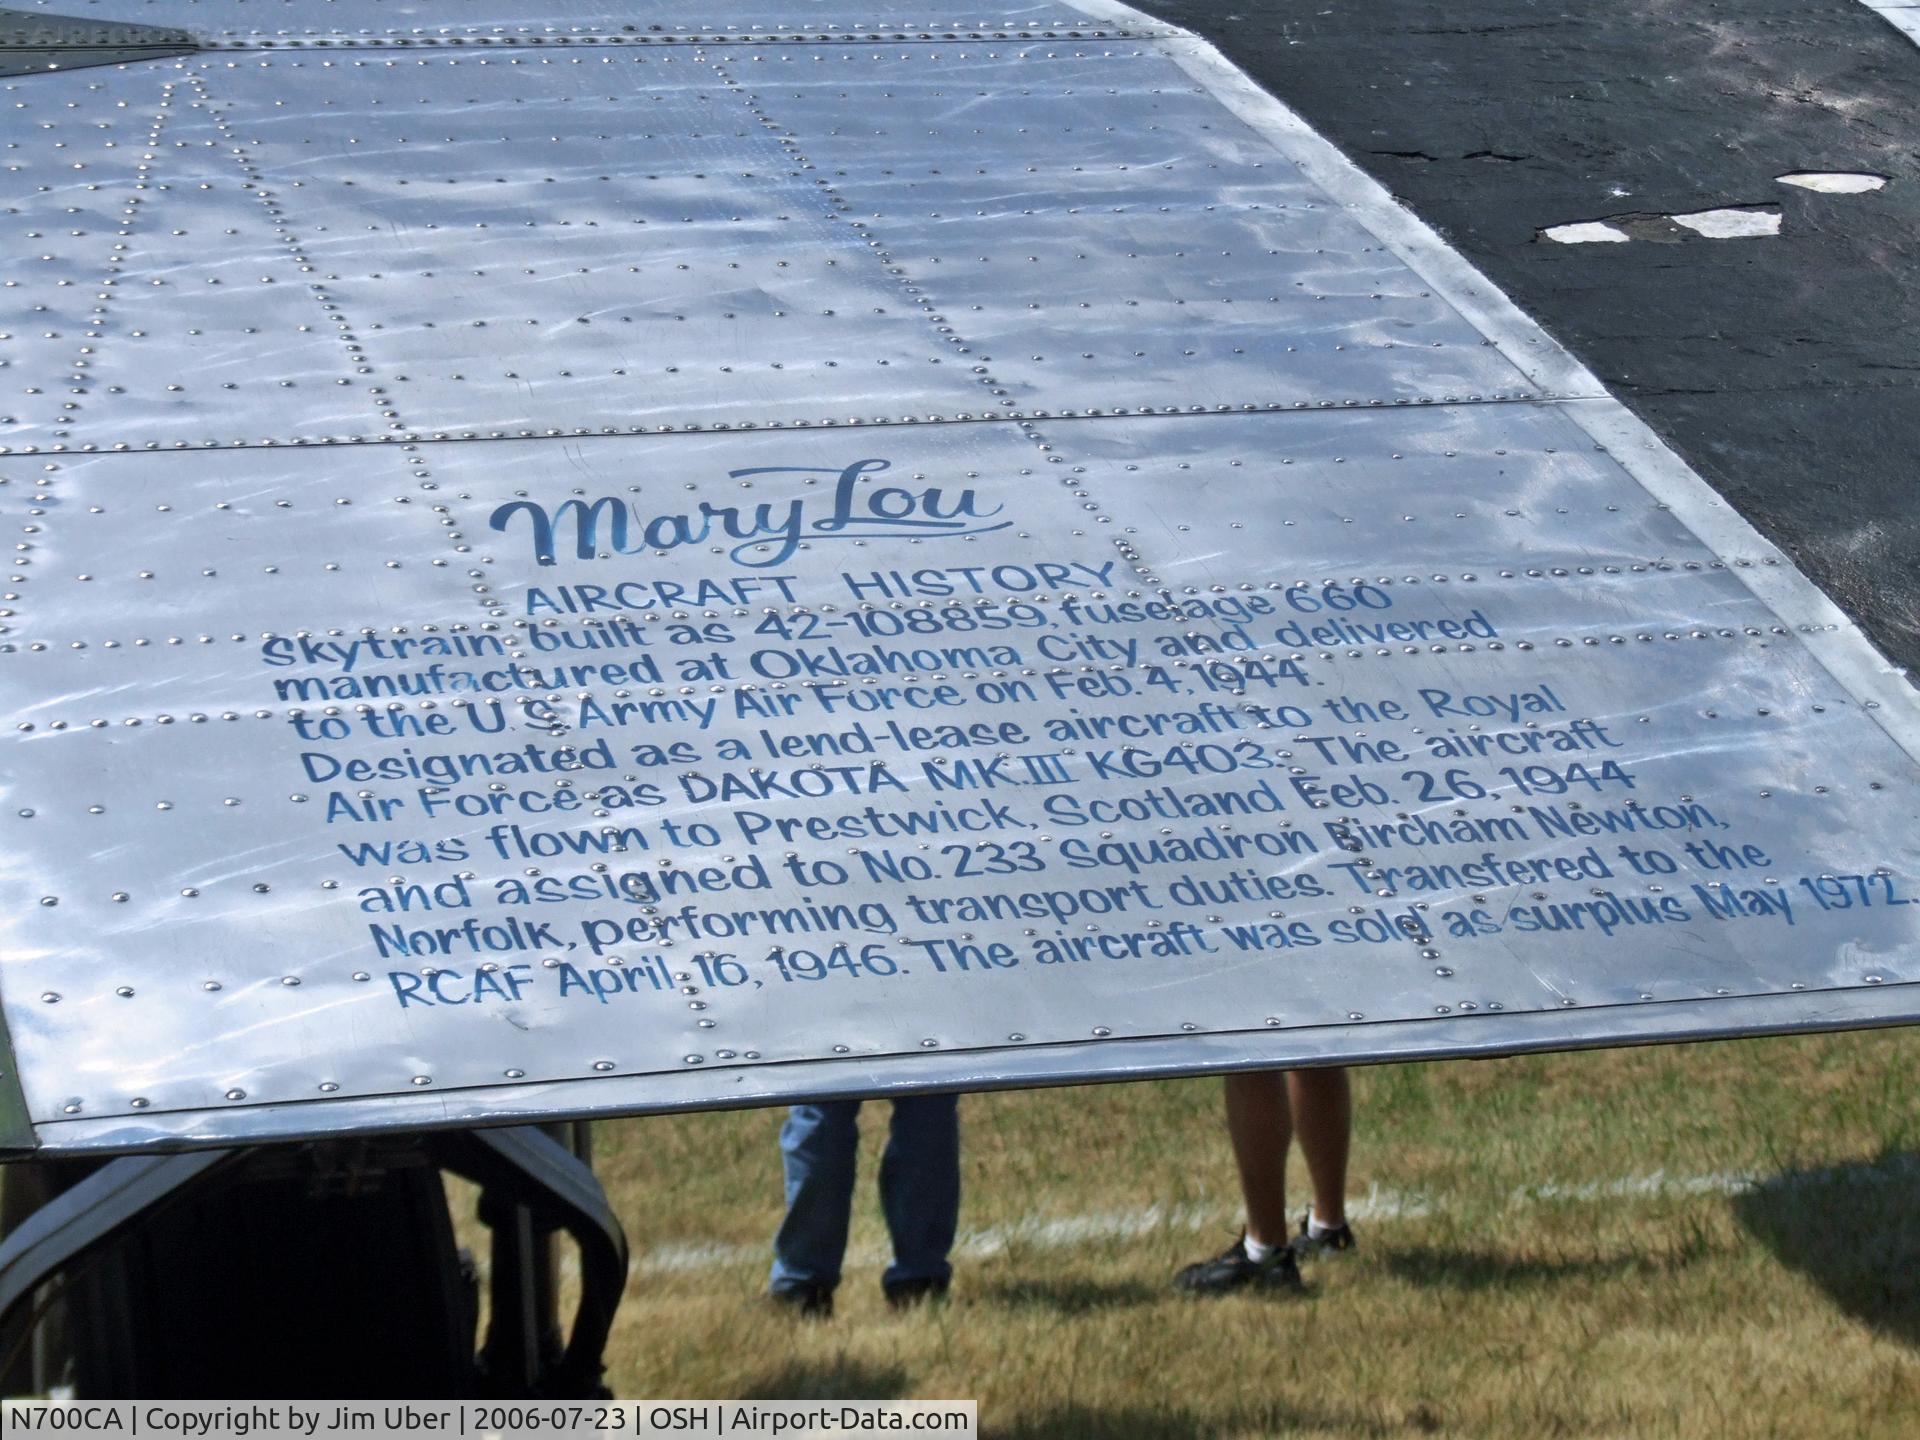 Mary Lou
AIRCRAFT HISTORY
Skytrain built as 42-108859, fuselage 660
manufactured at Oklahoma City and delivered
to the U.S. Army Air Force on Feb. 4, 1944.
Designated as a lend-lease aircraft to the Royal
Air Force as DAKOTA MK.III KG403. The aircraft
was flown to Prestwick, Scotland Feb. 26, 1944
and assigned to No. 233 Squadron Bircham Newton,
Norfolk, performing transport duties. Transfered to the
RCAF April 16, 1946. The aircraft was sold as surplus May 1972.
N700CA | Copyright by Jim Uber | 2006-07-23 | OSH | Airport-Data.com